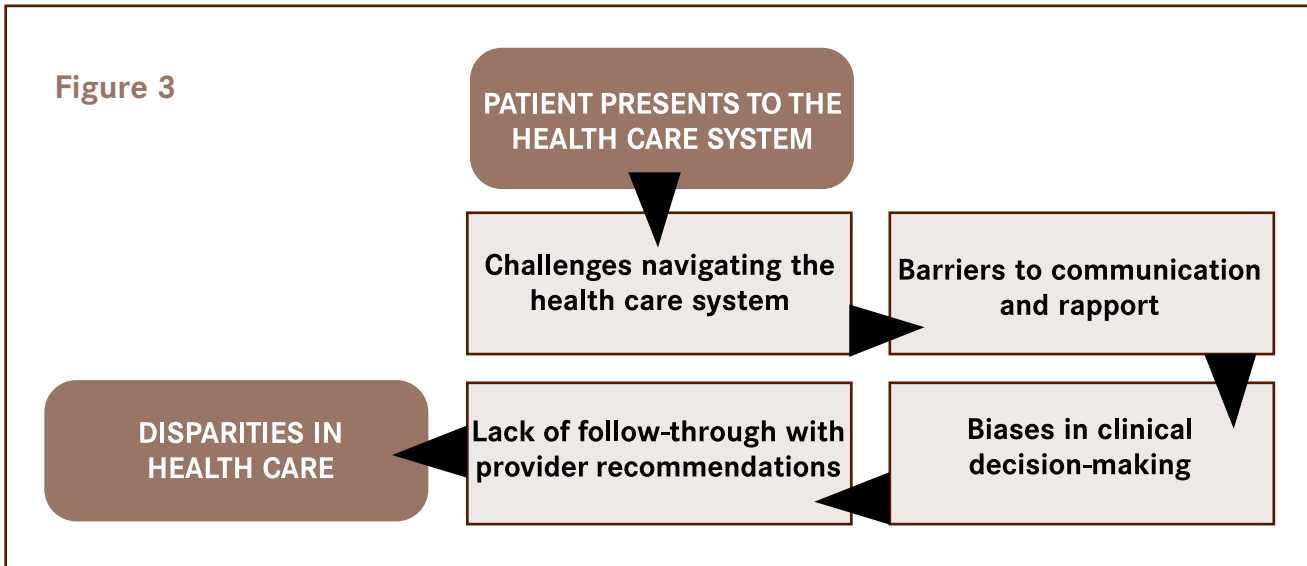 Figure 3
PATIENT PRESENTS TO THE
HEALTH CARE SYSTEM
Challenges navigating the
health care system
Barriers to communication
and rapport
Biases in clinical
decision-making
Lack of follow-through with
provider recommendations
DISPARITIES IN
HEALTH CARE